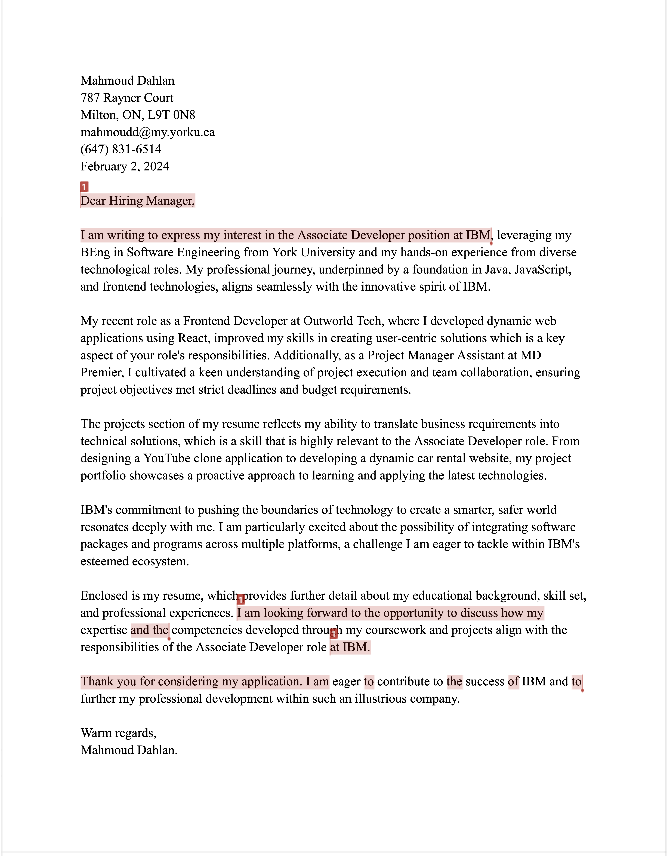 Mahmoud Dahlan
787 Rayner Court
Milton, ON, L9T 0N8
mahmoudd@my.yorku.ca
(647) 831-6514
February 2, 2024
1
Dear Hiring Manager,
I am writing to express my interest in the Associate Developer position at IBM, leveraging my
BEng in Software Engineering from York University and my hands-on experience from diverse
technological roles. My professional journey, underpinned by a foundation in Java, JavaScript,
and frontend technologies, aligns seamlessly with the innovative spirit of IBM.
My recent role as a Frontend Developer at Outworld Tech, where I developed dynamic web
applications using React, improved my skills in creating user-centric solutions which is a key
aspect of your role's responsibilities. Additionally, as a Project Manager Assistant at MD
Premier, I cultivated a keen understanding of project execution and team collaboration, ensuring
project objectives met strict deadlines and budget requirements.
The projects section of my resume reflects my ability to translate business requirements into
technical solutions, which is a skill that is highly relevant to the Associate Developer role. From
designing a YouTube clone application to developing a dynamic car rental website, my project
portfolio showcases a proactive approach to learning and applying the latest technologies.
IBM's commitment to pushing the boundaries of technology to create a smarter, safer world
resonates deeply with me. I am particularly excited about the possibility of integrating software
packages and programs across multiple platforms, a challenge I am eager to tackle within IBM's
esteemed ecosystem.
Enclosed is my resume, which provides further detail about my educational background, skill set,
1
and professional experiences. I am looking forward to the opportunity to discuss how my
expertise and the competencies developed through my coursework and projects align with the
1
responsibilities of the Associate Developer role at IBM.
Thank you for considering my application. I am eager to contribute to the success of IBM and to
further my professional development within such an illustrious company.
Warm regards,
Mahmoud Dahlan.